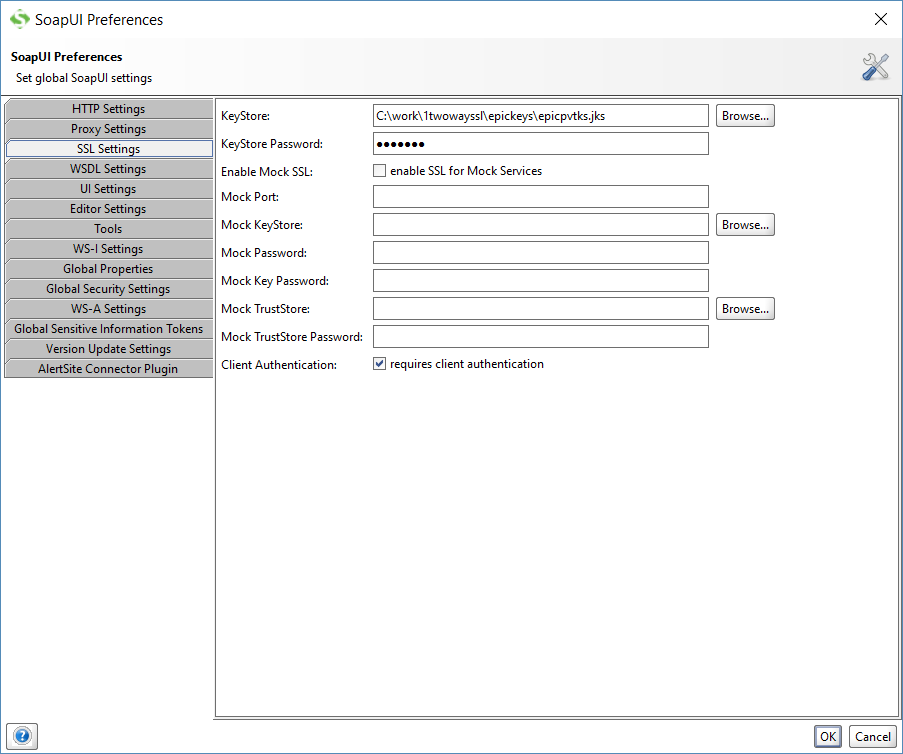 SoapUI Preferences
SoapUI Preferences
Set global SoapUI settings
HTTP Settings
Proxy Settings
SSL Settings
WSDL Settings
UI Settings
Editor Settings
Tools
WS-I Settings
Global Properties
Global Security Settings
WS-A Settings
Global Sensitive Information Tokens
Version Update Settings
AlertSite Connector Plugin
KeyStore: C:\work\1twowayssl\epickeys\epicpvtks.jks Browse...
KeyStore Password: •••••••
Enable Mock SSL: enable SSL for Mock Services
Mock Port:
Mock KeyStore: Browse...
Mock Password:
Mock Key Password:
Mock TrustStore: Browse...
Mock TrustStore Password:
Client Authentication: requires client authentication
? OK Cancel